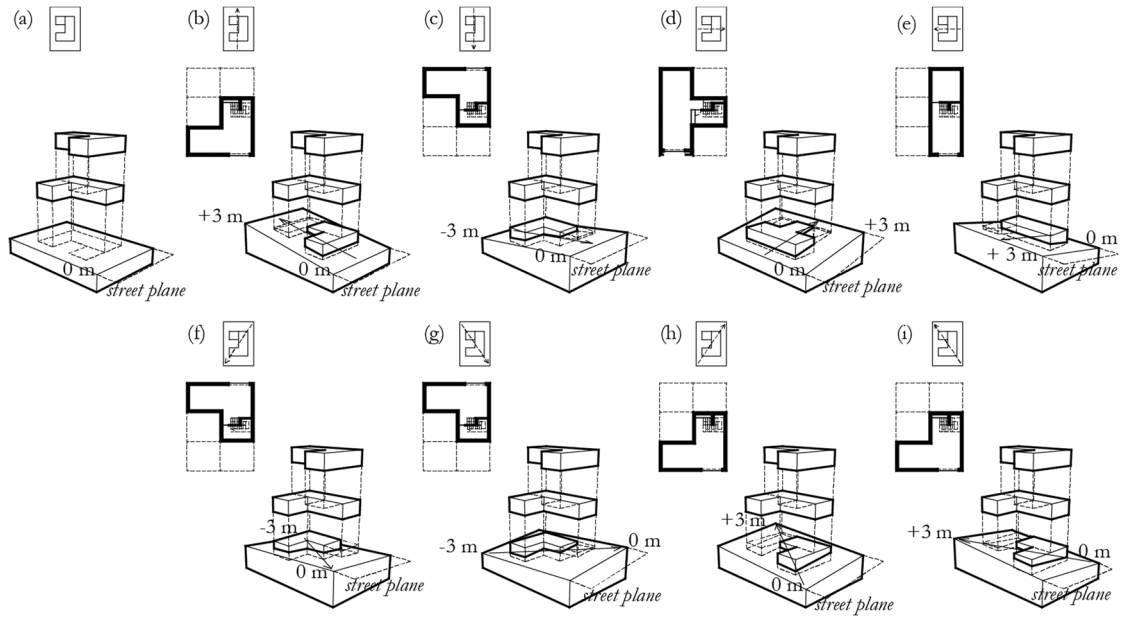 (a)
(b)
(c)
(d)
(e)
0 m
+3 m
0 m
street plane
-3 m
0 m
street plane
+3 m
0 m
street plane
0 m
+ 3 m
street plane
(f)
(g)
(h)
(i)
-3 m
0 m
street plane
-3 m
0 m
street plane
+3 m
0 m
street plane
+3 m
0 m
street plane
street plane